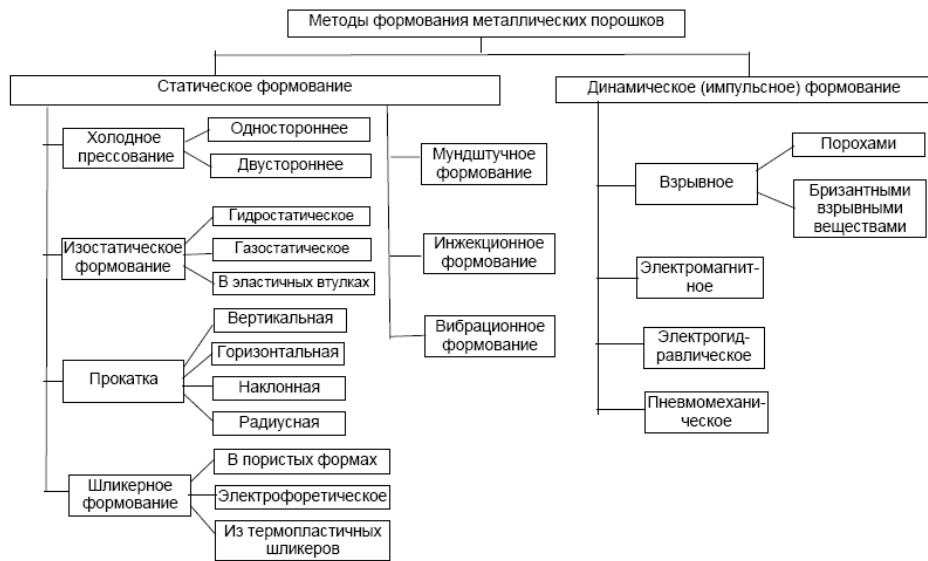 Методы формования металлических порошков
Статическое формование
Динамическое (импульсное) формование
Холодное
прессование
Одностороннее
Двустороннее
Изостатическое
формование
Гидростатическое
Газостатическое
В эластичных втулках
Прокатка
Вертикальная
Горизонтальная
Наклонная
Радиусная
Шликерное
формование
В пористых формах
Электрофоретическое
Из термопластичных
шликеров
Мундштучное
формование
Инжекционное
формование
Вибрационное
формование
Взрывное
Порохами
Бризантными
взрывными
веществами
Электромагнит-
ное
Электрогид-
равлическое
Пневмомехани-
ческое